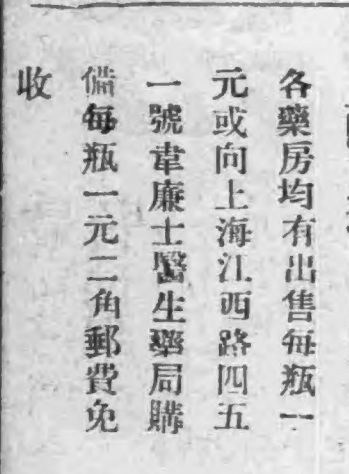 各藥房均有出售每瓶一
元或向上海江西路四五
一號韋廉士醫生藥局購
備每瓶一元二角郵費免
收